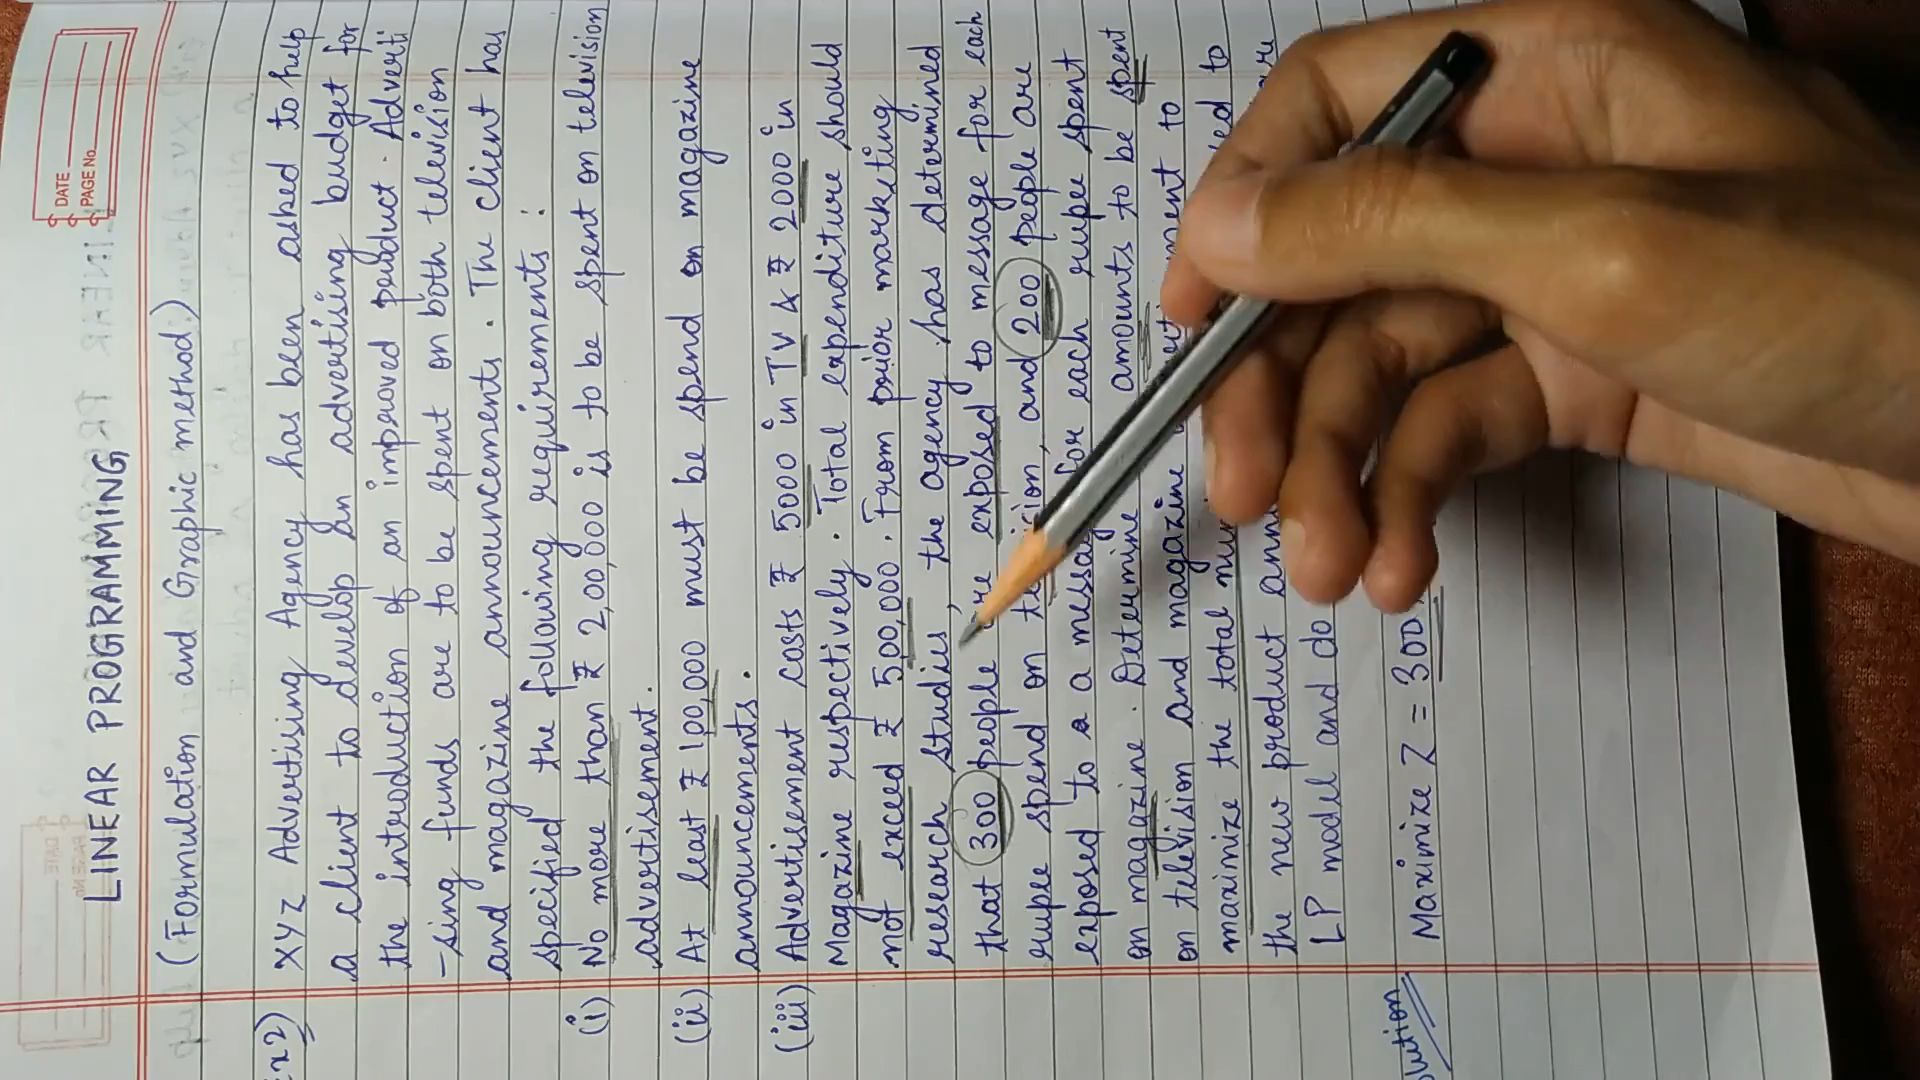 DATE
PAGE No.
LINEAR PROGRAMMING
(Formulation and Graphic method)
Ex2) XYZ Advertising Agency has been asked to help
a client to develop an advertising budget for
the introduction of an improved product. Adverti
-sing funds are to be spent on both television
and magazine announcements. The client has
specified the following requirements :
(i) No more than ₹ 2,00,000 is to be spent on television
advertisement.
(ii) At least ₹ 1,00,000 must be spend on magazine
announcements.
(iii) Advertisement costs ₹ 5000 in TV & ₹ 2000 in
Magazine respectively. Total expenditure should
not exceed ₹ 5,00,000. From prior marketing
research studies, the agency has determined
that 300 people are exposed to message for each
rupee spend on television, and 200 people are
exposed to a message for each rupee spent
on magazine. Determine amounts to be spent
on television and magazine to
maximize the total to
the new product
LP model and do
Solution Maximize Z = 300